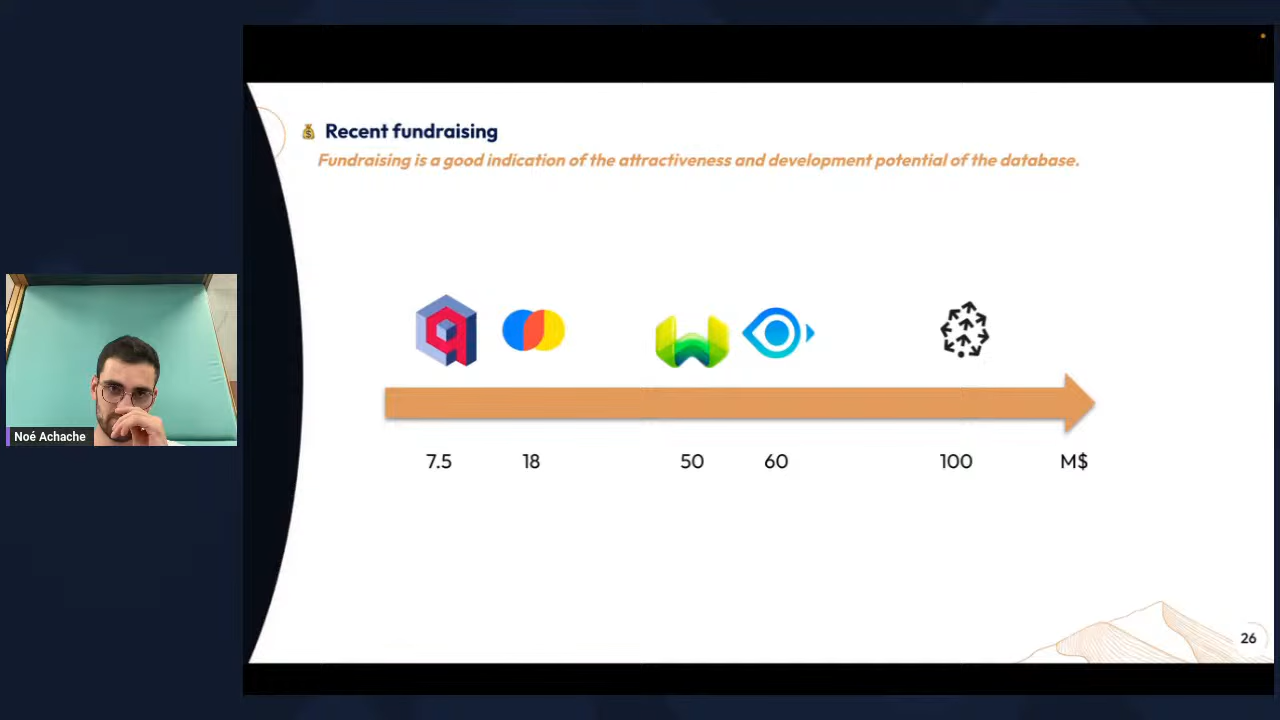 Recent fundraising
Fundraising is a good indication of the attractiveness and development potential of the database.
7.5 18 50 60 100 M$
Noé Achache
26